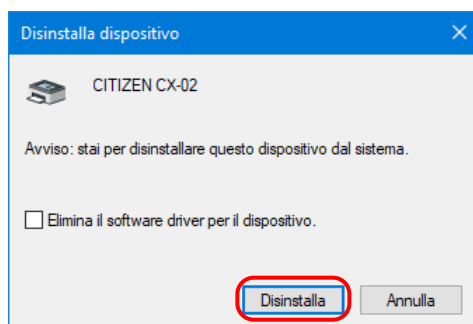 Disinstalla dispositivo
CITIZEN CX-02
Avviso: stai per disinstallare questo dispositivo dal sistema.
Elimina il software driver per il dispositivo.
Disinstalla Annulla